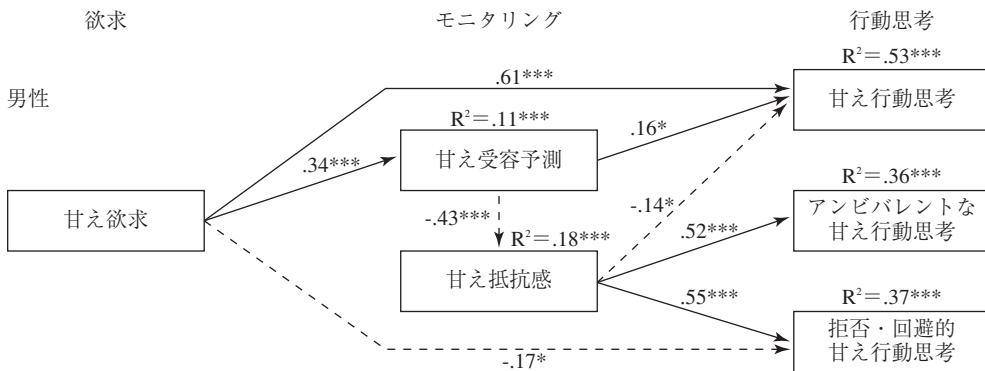 欲求
モニタリング
行動思考
男性
R²=.53***
甘え行動思考
.61***
R²=.11***
甘え受容予測
.16*
.34***
甘え欲求
-.43***
-.14*
R²=.36***
アンビバレントな
甘え行動思考
R²=.18***
甘え抵抗感
.52***
.55***
R²=.37***
拒否・回避的
甘え行動思考
-.17*